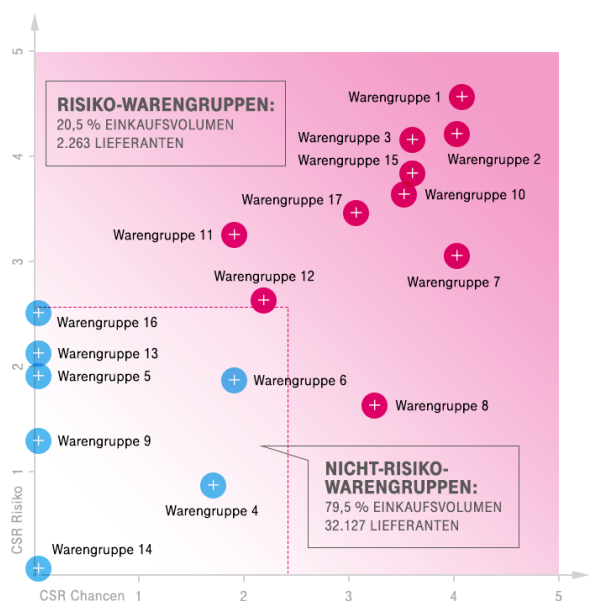 5
RISIKO-WARENGRUPPEN:
20,5 % EINKAUFSVOLUMEN
2.263 LIEFERANTEN
Warengruppe 1
Warengruppe 3
Warengruppe 2
4
Warengruppe 15
Warengruppe 10
Warengruppe 17
Warengruppe 11
3
Warengruppe 12
Warengruppe 7
Warengruppe 16
Warengruppe 13
2
Warengruppe 5
Warengruppe 6
Warengruppe 8
Warengruppe 9
1
CSR Risiko
NICHT-RISIKO-
WARENGRUPPEN:
79,5 % EINKAUFSVOLUMEN
32.127 LIEFERANTEN
Warengruppe 4
Warengruppe 14
CSR Chancen 1 2 3 4 5